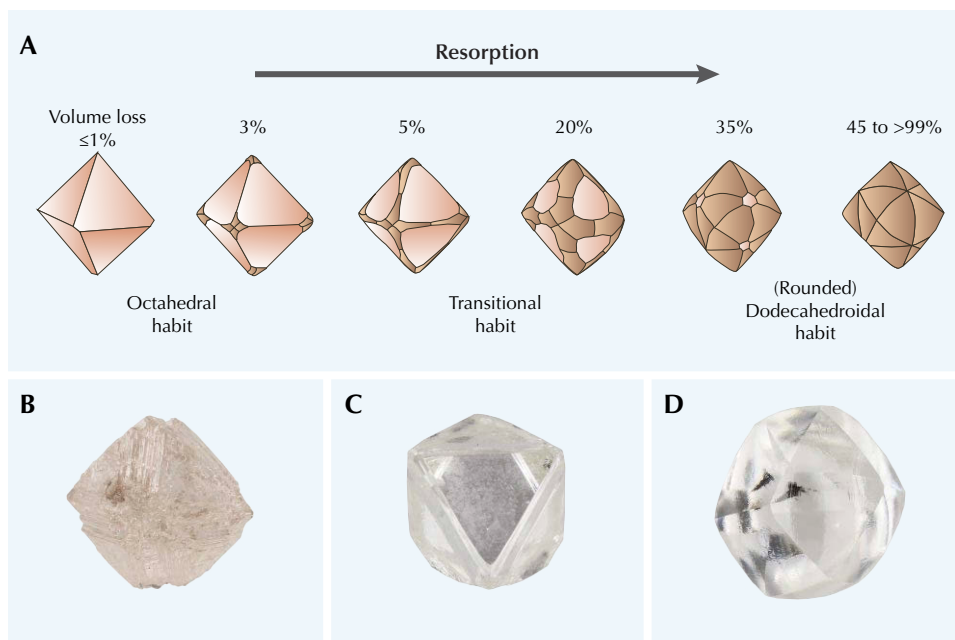 A
Resorption
Volume loss
≤1%
3%
5%
20%
35%
45 to >99%
Octahedral
habit
Transitional
habit
(Rounded)
Dodecahedroidal
habit
B
C
D